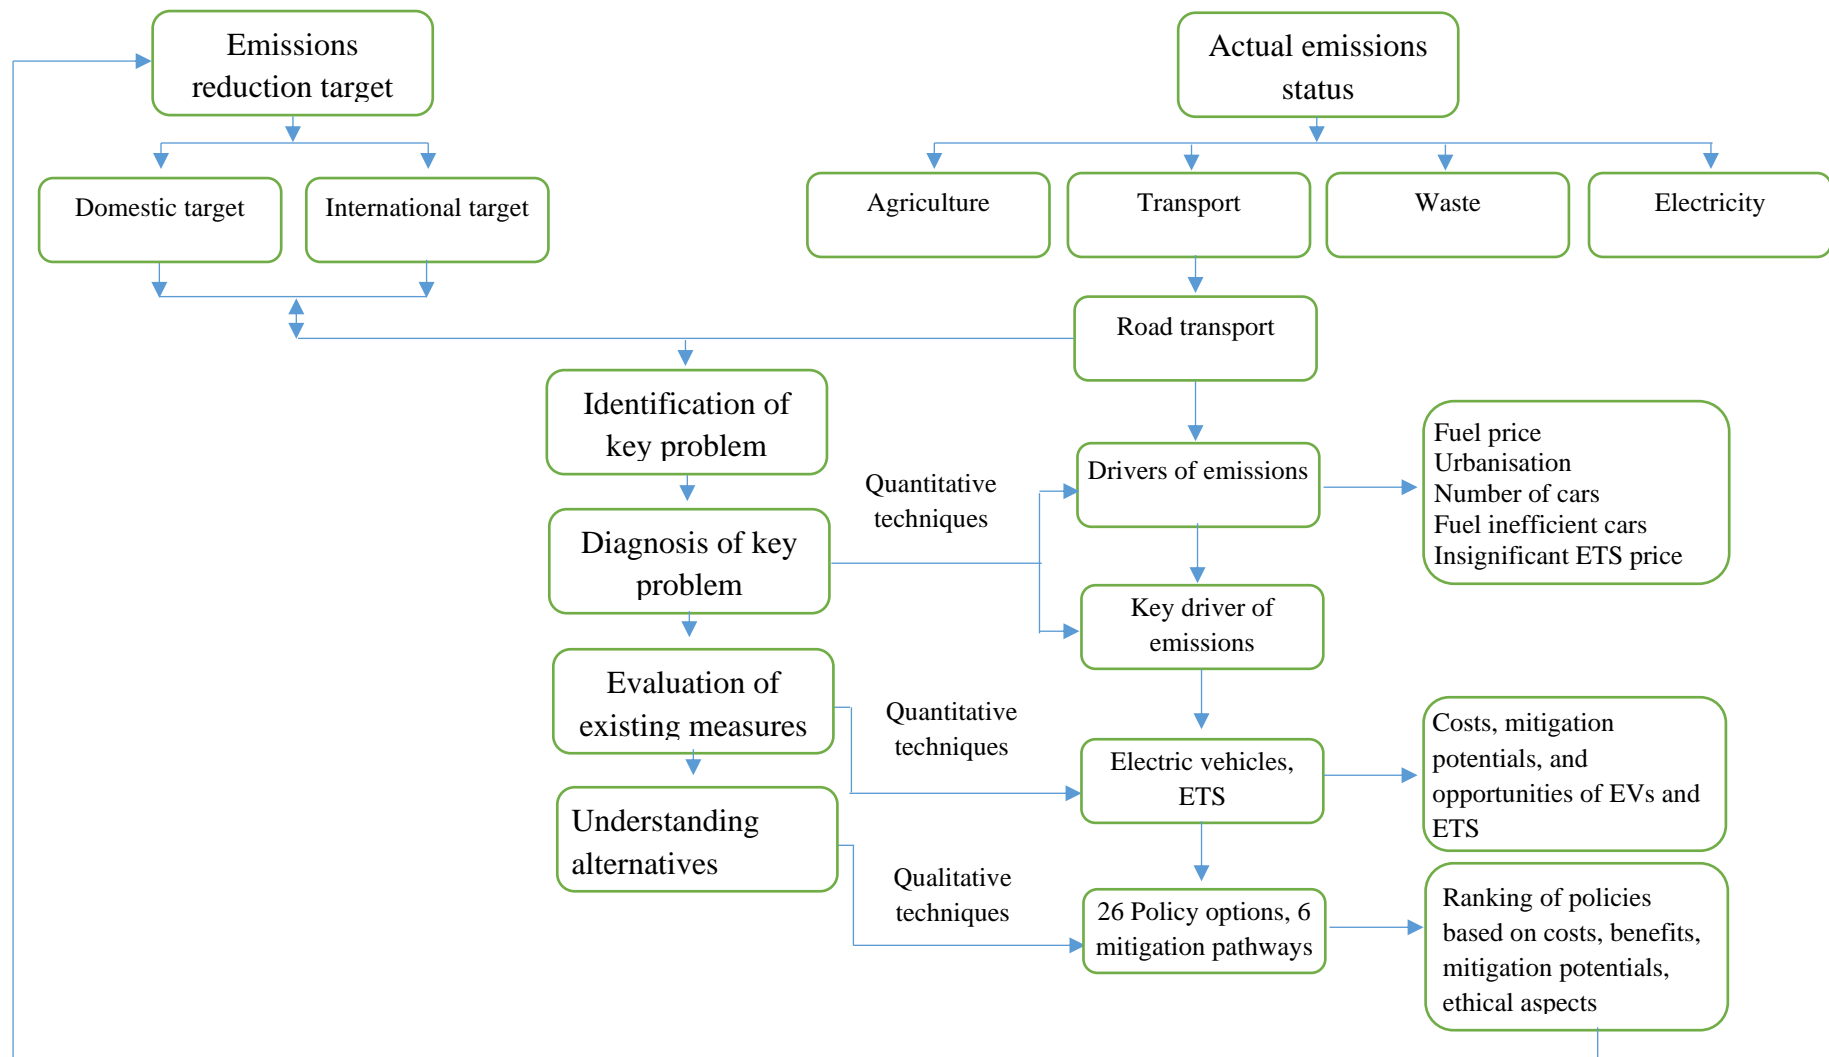 Emissions
reduction target
Actual emissions
status
Domestic target
International target
Agriculture
Transport
Waste
Electricity
Road transport
Identification of
key problem
Quantitative
techniques
Drivers of emissions
Fuel price
Urbanisation
Number of cars
Fuel inefficient cars
Insignificant ETS price
Diagnosis of key
problem
Key driver of
emissions
Evaluation of
existing measures
Quantitative
techniques
Electric vehicles,
ETS
Costs, mitigation
potentials, and
opportunities of EVs and
ETS
Understanding
alternatives
Qualitative
techniques
26 Policy options, 6
mitigation pathways
Ranking of policies
based on costs, benefits,
mitigation potentials,
ethical aspects